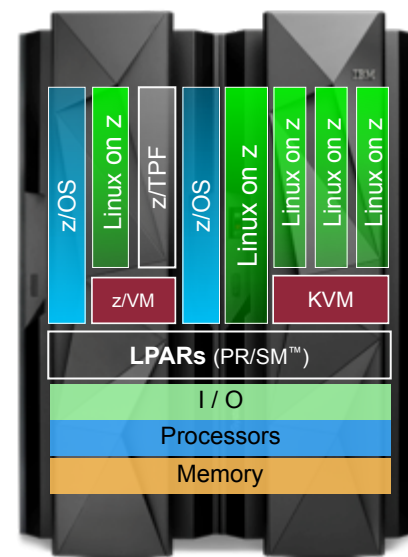 IBM
z/OS
Linux on z
z/TPF
z/OS
Linux on z
Linux on z
Linux on z
Linux on z
z/VM
KVM
LPARs (PR/SM™)
I / O
Processors
Memory